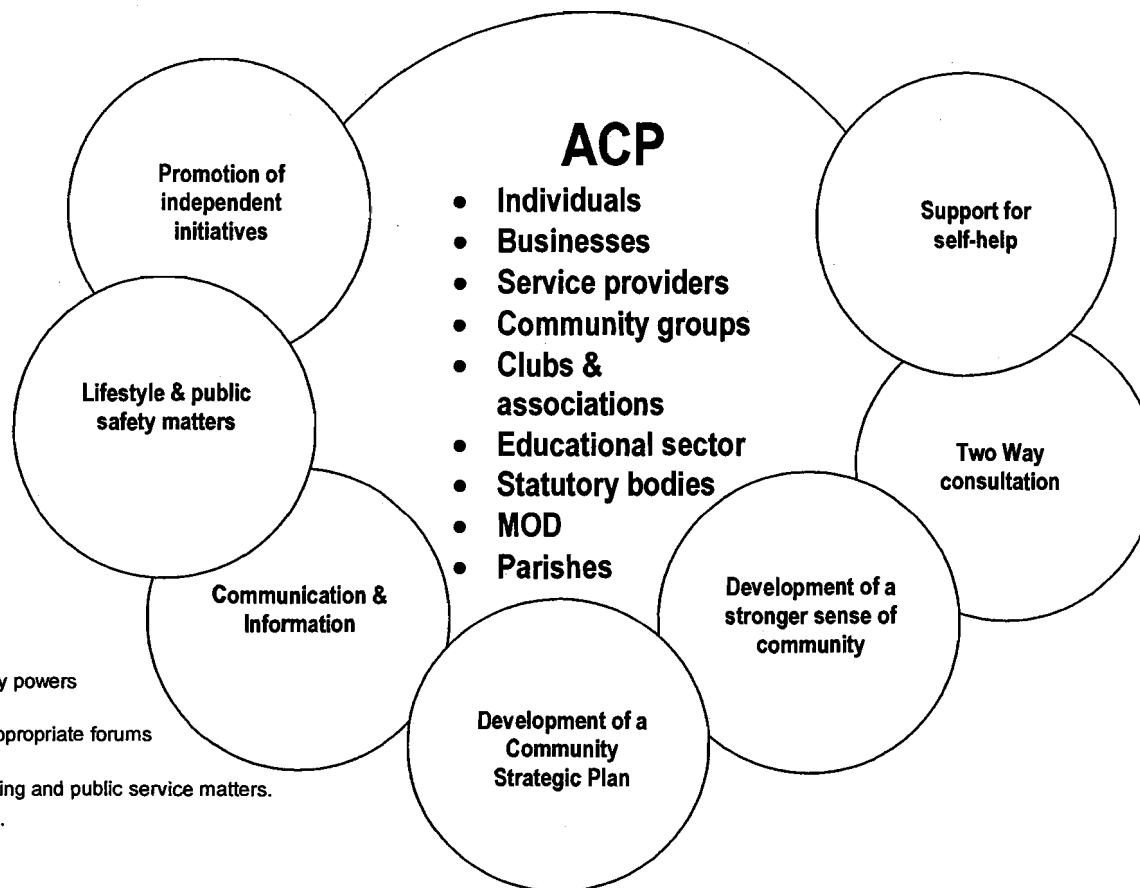 ACP
• Individuals
• Businesses
• Service providers
• Community groups
• Clubs &
associations
• Educational sector
• Statutory bodies
• MOD
• Parishes
Promotion of
independent
initiatives
Lifestyle & public
safety matters
Communication &
Information
Development of a
Community
Strategic Plan
Development of a
stronger sense of
community
Two Way
consultation
Support for
self-help
powers
forums
and public service matters.